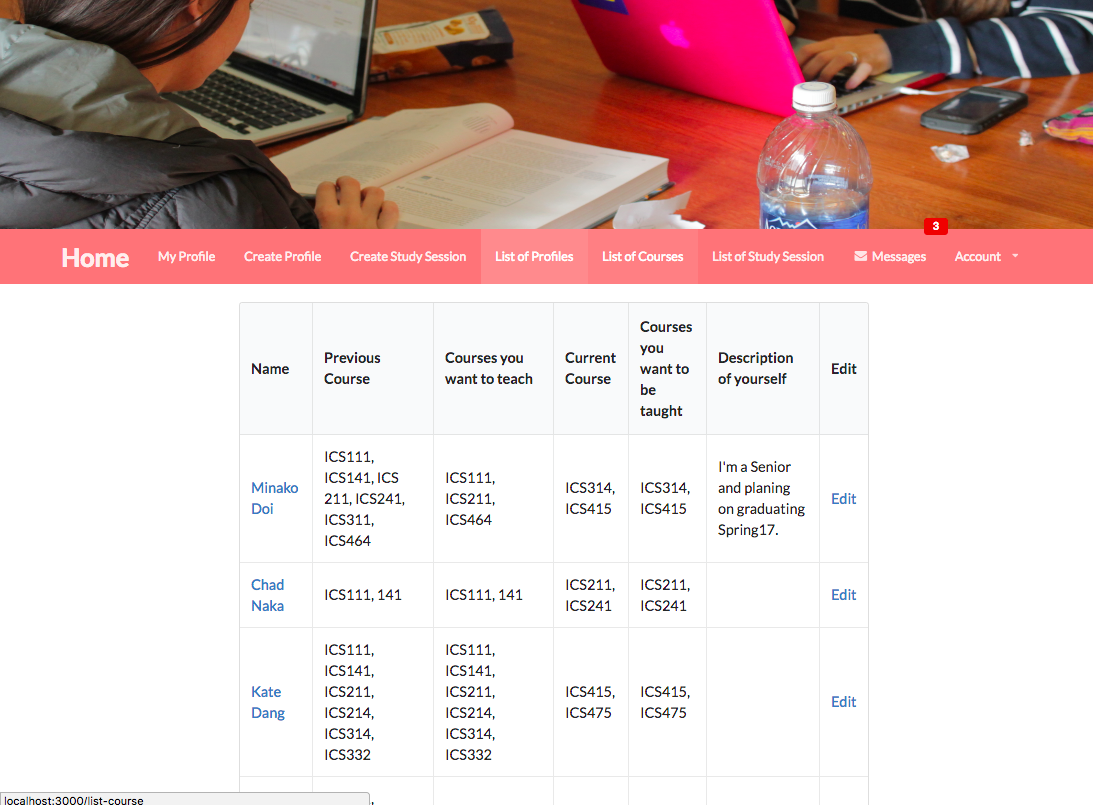 3
Home My Profile Create Profile Create Study Session List of Profiles List of Courses List of Study Session Messages Account
Name
Previous
Course
Courses you
want to teach
Current
Course
Courses
you
want to
be
taught
Description
of yourself
Edit
Minako
Doi
ICS111,
ICS141, ICS
211, ICS241,
ICS311,
ICS464
ICS111,
ICS211,
ICS464
ICS314,
ICS415
ICS314,
ICS415
I'm a Senior
and planing
on graduating
Spring17.
Edit
Chad
Naka
ICS111, 141
ICS111, 141
ICS211,
ICS241
ICS211,
ICS241
Edit
Kate
Dang
ICS111,
ICS141,
ICS211,
ICS214,
ICS314,
ICS332
ICS111,
ICS141,
ICS211,
ICS214,
ICS314,
ICS332
ICS415,
ICS475
ICS415,
ICS475
Edit
localhost:3000/list-course